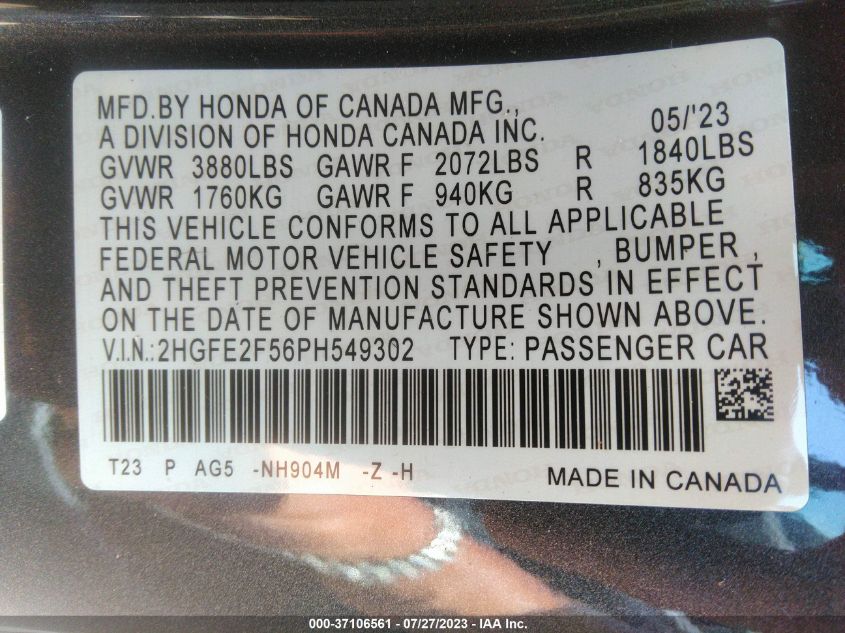 MFD.BY HONDA OF CANADA MFG.,
A DIVISION OF HONDA CANADA INC. 05/'23
GVWR 3880LBS GAWR F 2072LBS R 1840LBS
GVWR 1760KG GAWR F 940KG R 835KG
THIS VEHICLE CONFORMS TO ALL APPLICABLE
FEDERAL MOTOR VEHICLE SAFETY , BUMPER ,
AND THEFT PREVENTION STANDARDS IN EFFECT
ON THE DATE OF MANUFACTURE SHOWN ABOVE.
V.I.N.:2HGFE2F56PH549302 TYPE: PASSENGER CAR
T23 P AG5 -NH904M -Z -H MADE IN CANADA
000-37106561 / 07/27/2023 - IAA Inc.